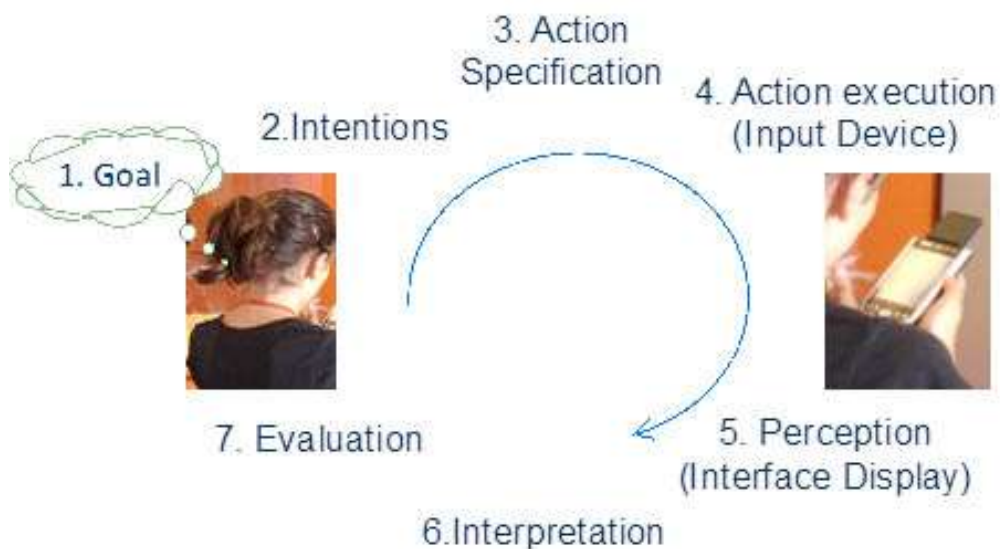 1. Goal
2.Intentions
3. Action
Specification
4. Action execution
(Input Device)
5. Perception
(Interface Display)
6.Interpretation
7. Evaluation